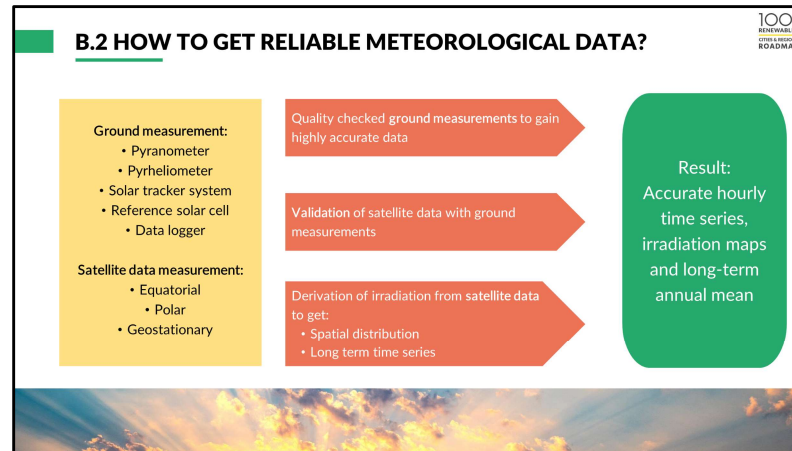 B.2 HOW TO GET RELIABLE METEOROLOGICAL DATA?
100
RENEWABLE
CITIES & REGIO
ROADMA
Ground measurement:
• Pyranometer
• Pyrheliometer
• Solar tracker system
• Reference solar cell
• Data logger
Satellite data measurement:
• Equatorial
• Polar
• Geostationary
Quality checked ground measurements to gain
highly accurate data
Validation of satellite data with ground
measurements
Derivation of irradiation from satellite data
to get:
• Spatial distribution
• Long term time series
Result:
Accurate hourly
time series,
irradiation maps
and long-term
annual mean